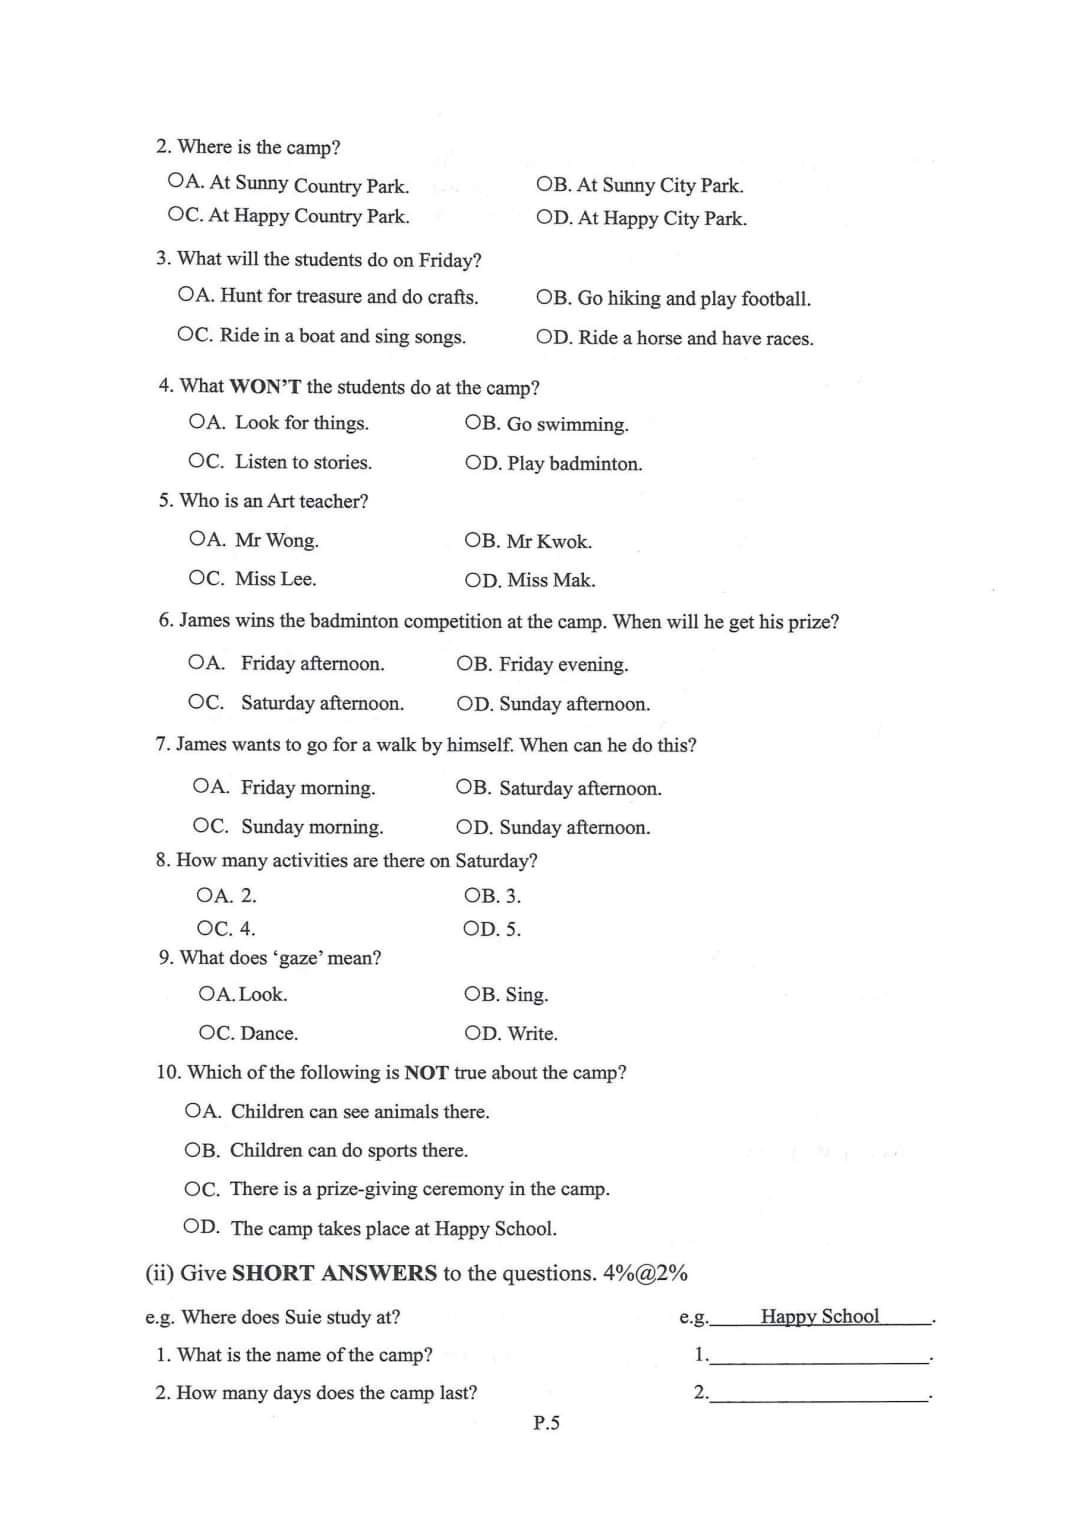 2. Where is the camp?
OA. At Sunny Country Park. OB. At Sunny City Park.
OC. At Happy Country Park. OD. At Happy City Park.
3. What will the students do on Friday?
OA. Hunt for treasure and do crafts. OB. Go hiking and play football.
OC. Ride in a boat and sing songs. OD. Ride a horse and have races.
4. What WON'T the students do at the camp?
OA. Look for things. OB. Go swimming.
OC. Listen to stories. OD. Play badminton.
5. Who is an Art teacher?
OA. Mr Wong. OB. Mr Kwok.
OC. Miss Lee. OD. Miss Mak.
6. James wins the badminton competition at the camp. When will he get his prize?
OA. Friday afternoon. OB. Friday evening.
OC. Saturday afternoon. OD. Sunday afternoon.
7. James wants to go for a walk by himself. When can he do this?
OA. Friday morning. OB. Saturday afternoon.
OC. Sunday morning. OD. Sunday afternoon.
8. How many activities are there on Saturday?
OA. 2. OB. 3.
OC. 4. OD. 5.
9. What does 'gaze' mean?
OA. Look. OB. Sing.
OC. Dance. OD. Write.
10. Which of the following is NOT true about the camp?
OA. Children can see animals there.
OB. Children can do sports there.
OC. There is a prize-giving ceremony in the camp.
OD. The camp takes place at Happy School.
(ii) Give SHORT ANSWERS to the questions. 4%@2%
e.g. Where does Suie study at? e.g. Happy School .
1. What is the name of the camp? 1.____________________.
2. How many days does the camp last? 2.____________________.
P.5